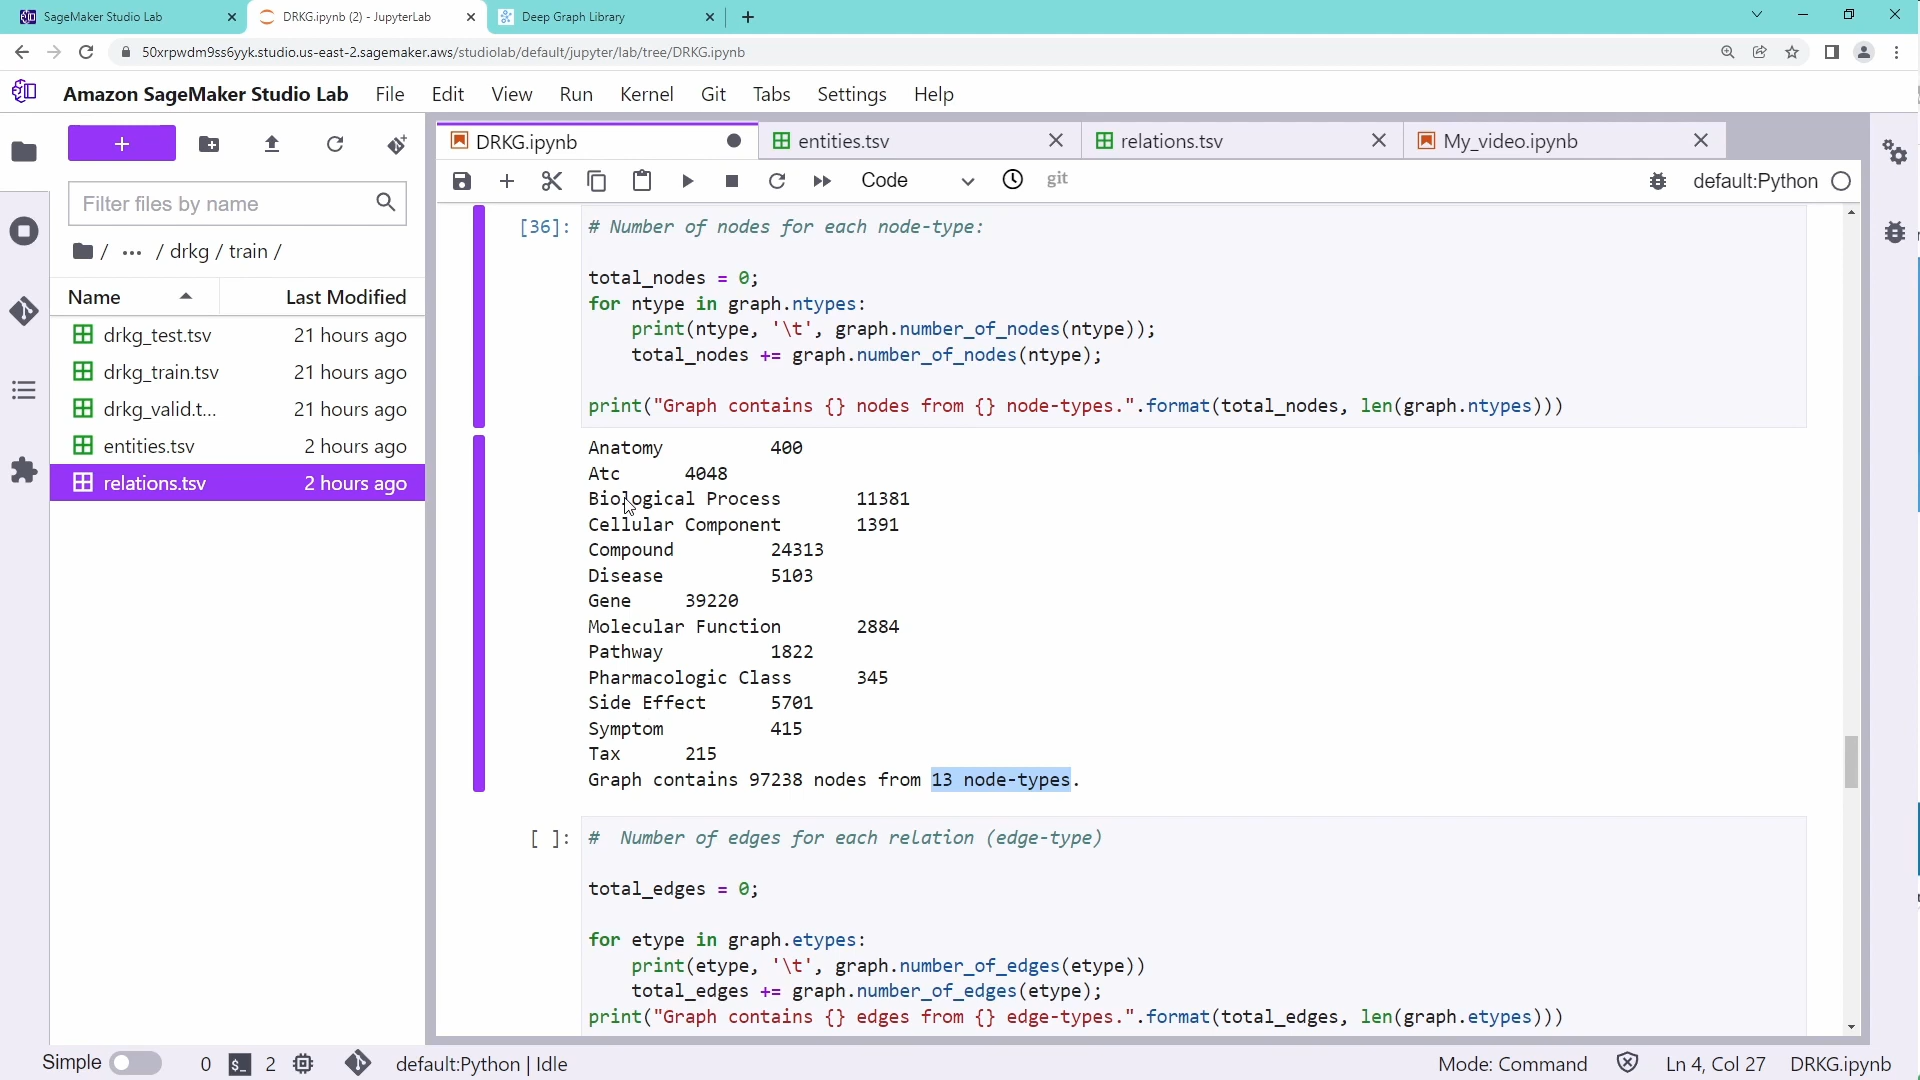 SageMaker Studio Lab
DRKG.ipynb (2) - JupyterLab
Deep Graph Library
50xrpwdm9ss6yyk.studio.us-east-2.sagemaker.aws/studiolab/default/jupyter/lab/tree/DRKG.ipynb
Amazon SageMaker Studio Lab
File Edit View Run Kernel Git Tabs Settings Help
Filter files by name
/ ... / drkg / train /
Name Last Modified
drkg_test.tsv 21 hours ago
drkg_train.tsv 21 hours ago
drkg_valid.t... 21 hours ago
entities.tsv 2 hours ago
relations.tsv 2 hours ago
DRKG.ipynb
entities.tsv
relations.tsv
My_video.ipynb
Code
git
default:Python
[36]:
# Number of nodes for each node-type:
total_nodes = 0;
for ntype in graph.ntypes:
print(ntype, '\t', graph.number_of_nodes(ntype));
total_nodes += graph.number_of_nodes(ntype);
print("Graph contains {} nodes from {} node-types.".format(total_nodes, len(graph.ntypes)))
Anatomy 400
Atc 4048
Biological Process 11381
Cellular Component 1391
Compound 24313
Disease 5103
Gene 39220
Molecular Function 2884
Pathway 1822
Pharmacologic Class 345
Side Effect 5701
Symptom 415
Tax 215
Graph contains 97238 nodes from 13 node-types.
[ ]:
# Number of edges for each relation (edge-type)
total_edges = 0;
for etype in graph.etypes:
print(etype, '\t', graph.number_of_edges(etype))
total_edges += graph.number_of_edges(etype);
print("Graph contains {} edges from {} edge-types.".format(total_edges, len(graph.etypes)))
Simple
0
$_
2
default:Python | Idle
Mode: Command
Ln 4, Col 27
DRKG.ipynb